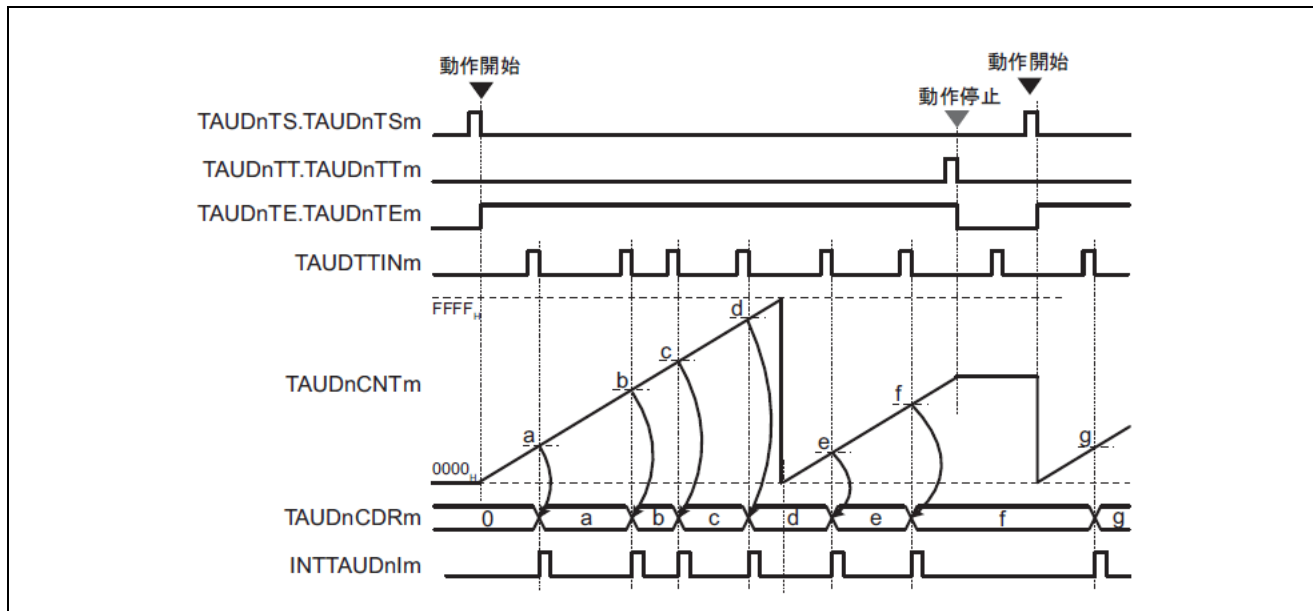 動作開始
動作開始
動作停止
TAUDnTS.TAUDnTSm
TAUDnTT.TAUDnTTm
TAUDnTE.TAUDnTEm
TAUDTTINm
FFFFH
d
c
TAUDnCNTm
b
f
a
e
g
0000H
TAUDnCDRm
0 a b c d e f g
INTTAUDnIm